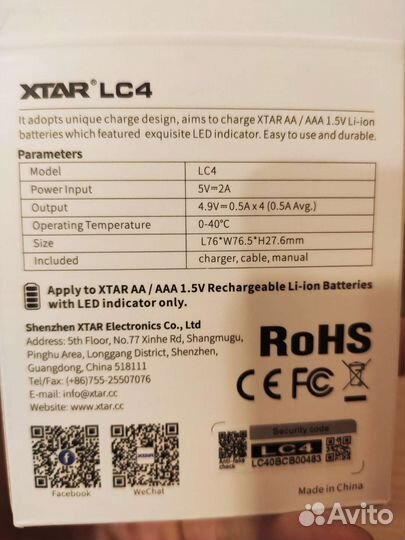 XTAR® LC4
It adopts unique charge design, aims to charge XTAR AA / AAA 1.5V Li-ion
batteries which featured exquisite LED indicator. Easy to use and durable.
Parameters
Model LC4
Power Input 5V=2A
Output 4.9V=0.5A x 4 (0.5A Avg.)
Operating Temperature 0-40°C
Size L76*W76.5*H27.6mm
Included charger, cable, manual
Apply to XTAR AA / AAA 1.5V Rechargeable Li-ion Batteries
with LED indicator only.
Shenzhen XTAR Electronics Co., Ltd
Address: 5th Floor, No.77 Xinhe Rd, Shangmugu,
Pinghu Area, Longgang District, Shenzhen,
Guangdong, China 518111
Tel/Fax: (+86)755-25507076
E-mail: info@xtar.cc
Website: www.xtar.cc
RoHS
CE FC
XTAR
Facebook
WeChat
Security code
Anti-fake
check
LC4
LC40BCB00483
Made in China
Avito